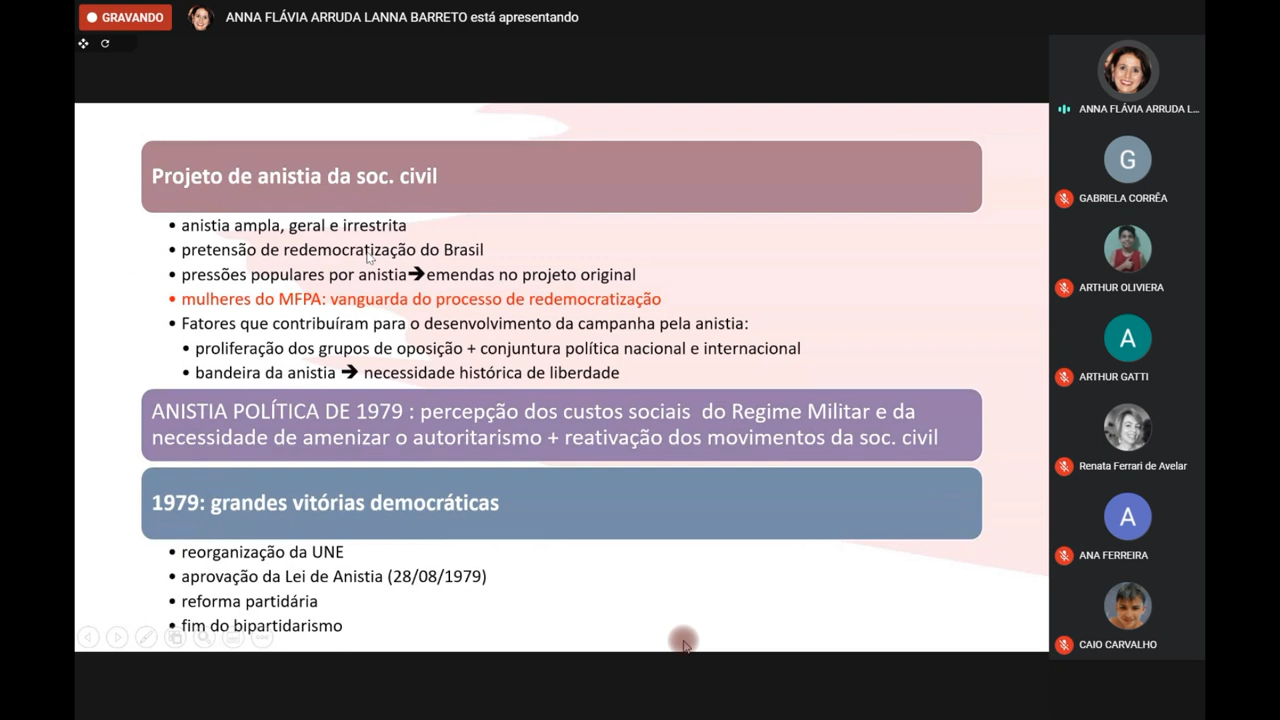 GRAVANDO
ANNA FLÁVIA ARRUDA LANNA BARRETO está apresentando
Projeto de anistia da soc. civil
• anistia ampla, geral e irrestrita
• pretensão de redemocratização do Brasil
• pressões populares por anistia➔emendas no projeto original
• mulheres do MFPA: vanguarda do processo de redemocratização
• Fatores que contribuíram para o desenvolvimento da campanha pela anistia:
• proliferação dos grupos de oposição + conjuntura política nacional e internacional
• bandeira da anistia ➔ necessidade histórica de liberdade
ANISTIA POLÍTICA DE 1979 : percepção dos custos sociais do Regime Militar e da
necessidade de amenizar o autoritarismo + reativação dos movimentos da soc. civil
1979: grandes vitórias democráticas
• reorganização da UNE
• aprovação da Lei de Anistia (28/08/1979)
• reforma partidária
• fim do bipartidarismo
ANNA FLÁVIA ARRUDA L...
G
GABRIELA CORRÊA
ARTHUR OLIVIERA
A
ARTHUR GATTI
Renata Ferrari de Avelar
A
ANA FERREIRA
CAIO CARVALHO